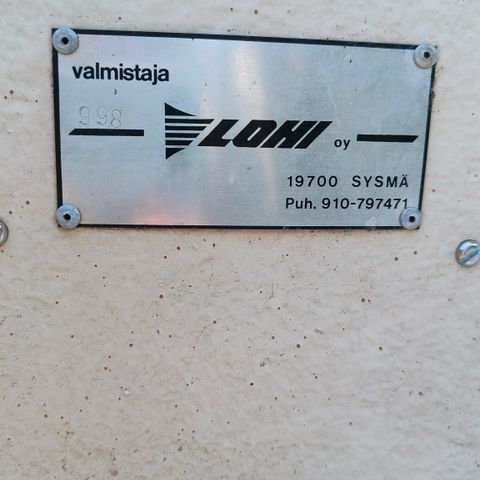 valmistaja
998
LOHI oy
19700 SYSMÄ
Puh. 910-797471